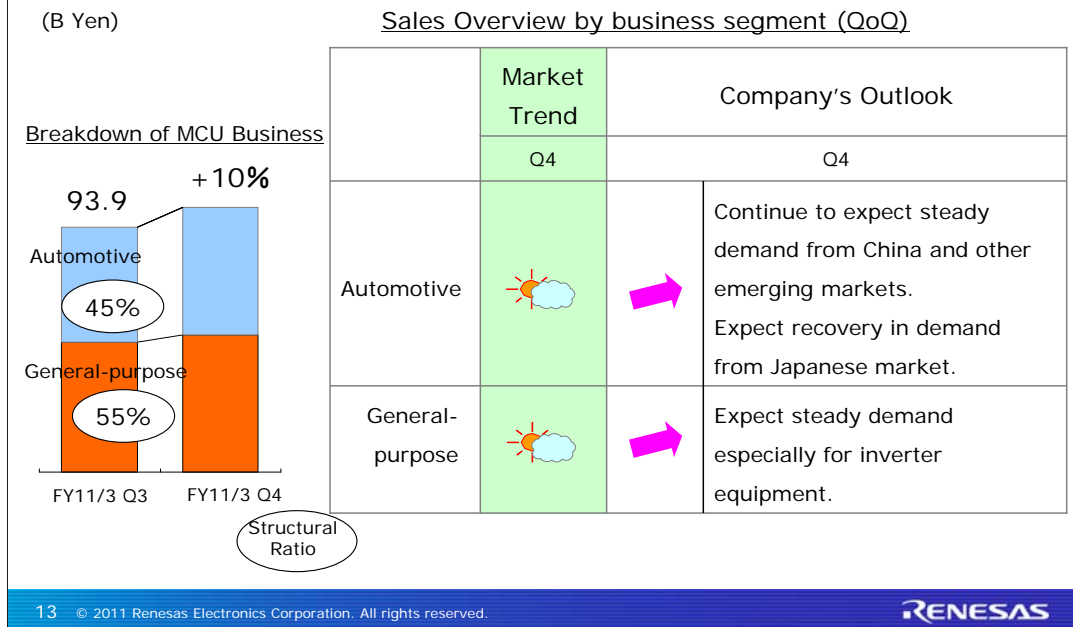 (B Yen)
Sales Overview by business segment (QoQ)
Breakdown of MCU Business
+10%
93.9
Automotive
45%
General-purpose
55%
FY11/3 Q3
FY11/3 Q4
Structural
Ratio
Market
Trend
Company's Outlook
Q4
Q4
Automotive
Continue to expect steady
demand from China and other
emerging markets.
Expect recovery in demand
from Japanese market.
General-
purpose
Expect steady demand
especially for inverter
equipment.
13 © 2011 Renesas Electronics Corporation. All rights reserved.
RENESAS